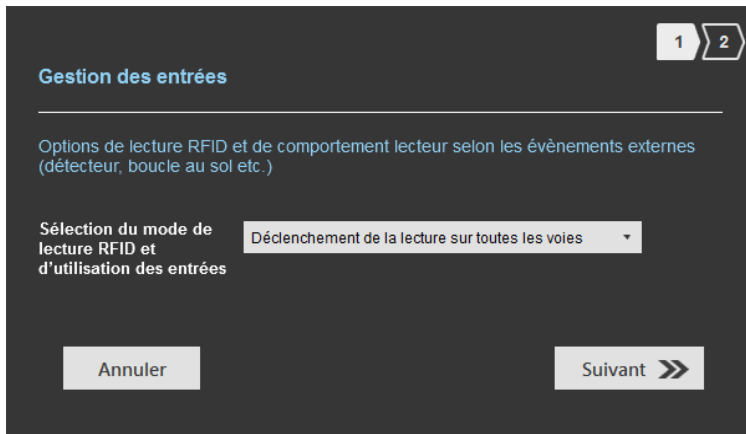 1 2
Gestion des entrées
Options de lecture RFID et de comportement lecteur selon les évènements externes
(détecteur, boucle au sol etc.)
Sélection du mode de
lecture RFID et
d'utilisation des entrées
Déclenchement de la lecture sur toutes les voies
Annuler
Suivant